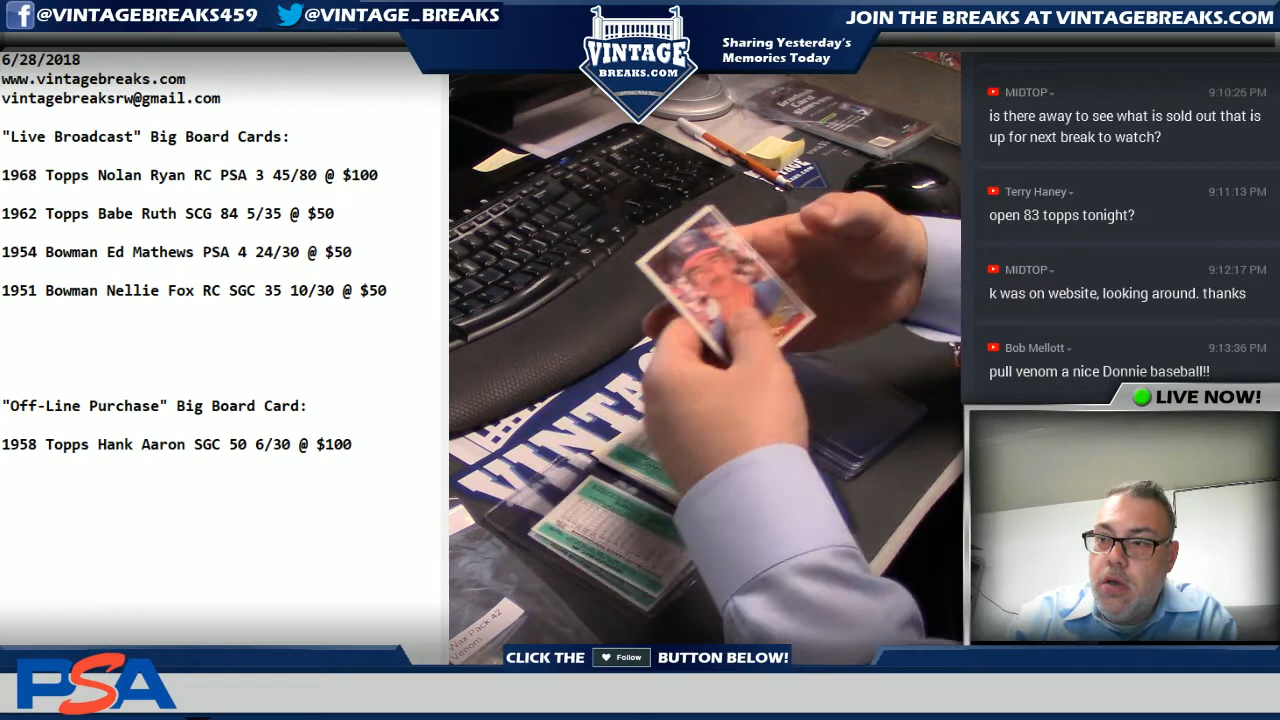 @VINTAGEBREAKS459
@VINTAGE_BREAKS
VINTAGE
BREAKS.COM
Sharing Yesterday's
Memories Today
JOIN THE BREAKS AT VINTAGEBREAKS.COM
6/28/2018
www.vintagebreaks.com
vintagebreaksrw@gmail.com
"Live Broadcast" Big Board Cards:
1968 Topps Nolan Ryan RC PSA 3 45/80 @ $100
1962 Topps Babe Ruth SCG 84 5/35 @ $50
1954 Bowman Ed Mathews PSA 4 24/30 @ $50
1951 Bowman Nellie Fox RC SGC 35 10/30 @ $50
"Off-Line Purchase" Big Board Card:
1958 Topps Hank Aaron SGC 50 6/30 @ $100
VINTA
Wax Pack 42
Venom
MIDTOP
9:10:26 PM
is there away to see what is sold out that is
up for next break to watch?
Terry Haney
9:11:13 PM
open 83 topps tonight?
MIDTOP
9:12:17 PM
k was on website, looking around. thanks
Bob Mellott
9:13:36 PM
pull venom a nice Donnie baseball!!
LIVE NOW!
CLICK THE Follow BUTTON BELOW!
PSA